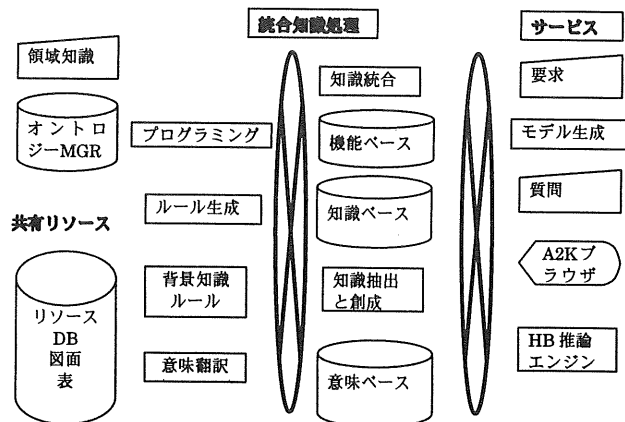 統合知識処理
サービス
領域知識
オントロ
ジーMGR
共有リソース
リソース
DB
図面
表
プログラミング
ルール生成
背景知識
ルール
意味翻訳
知識統合
機能ベース
知識ベース
知識抽出
と創成
意味ベース
要求
モデル生成
質問
A2Kブ
ラウザ
HB推論
エンジン